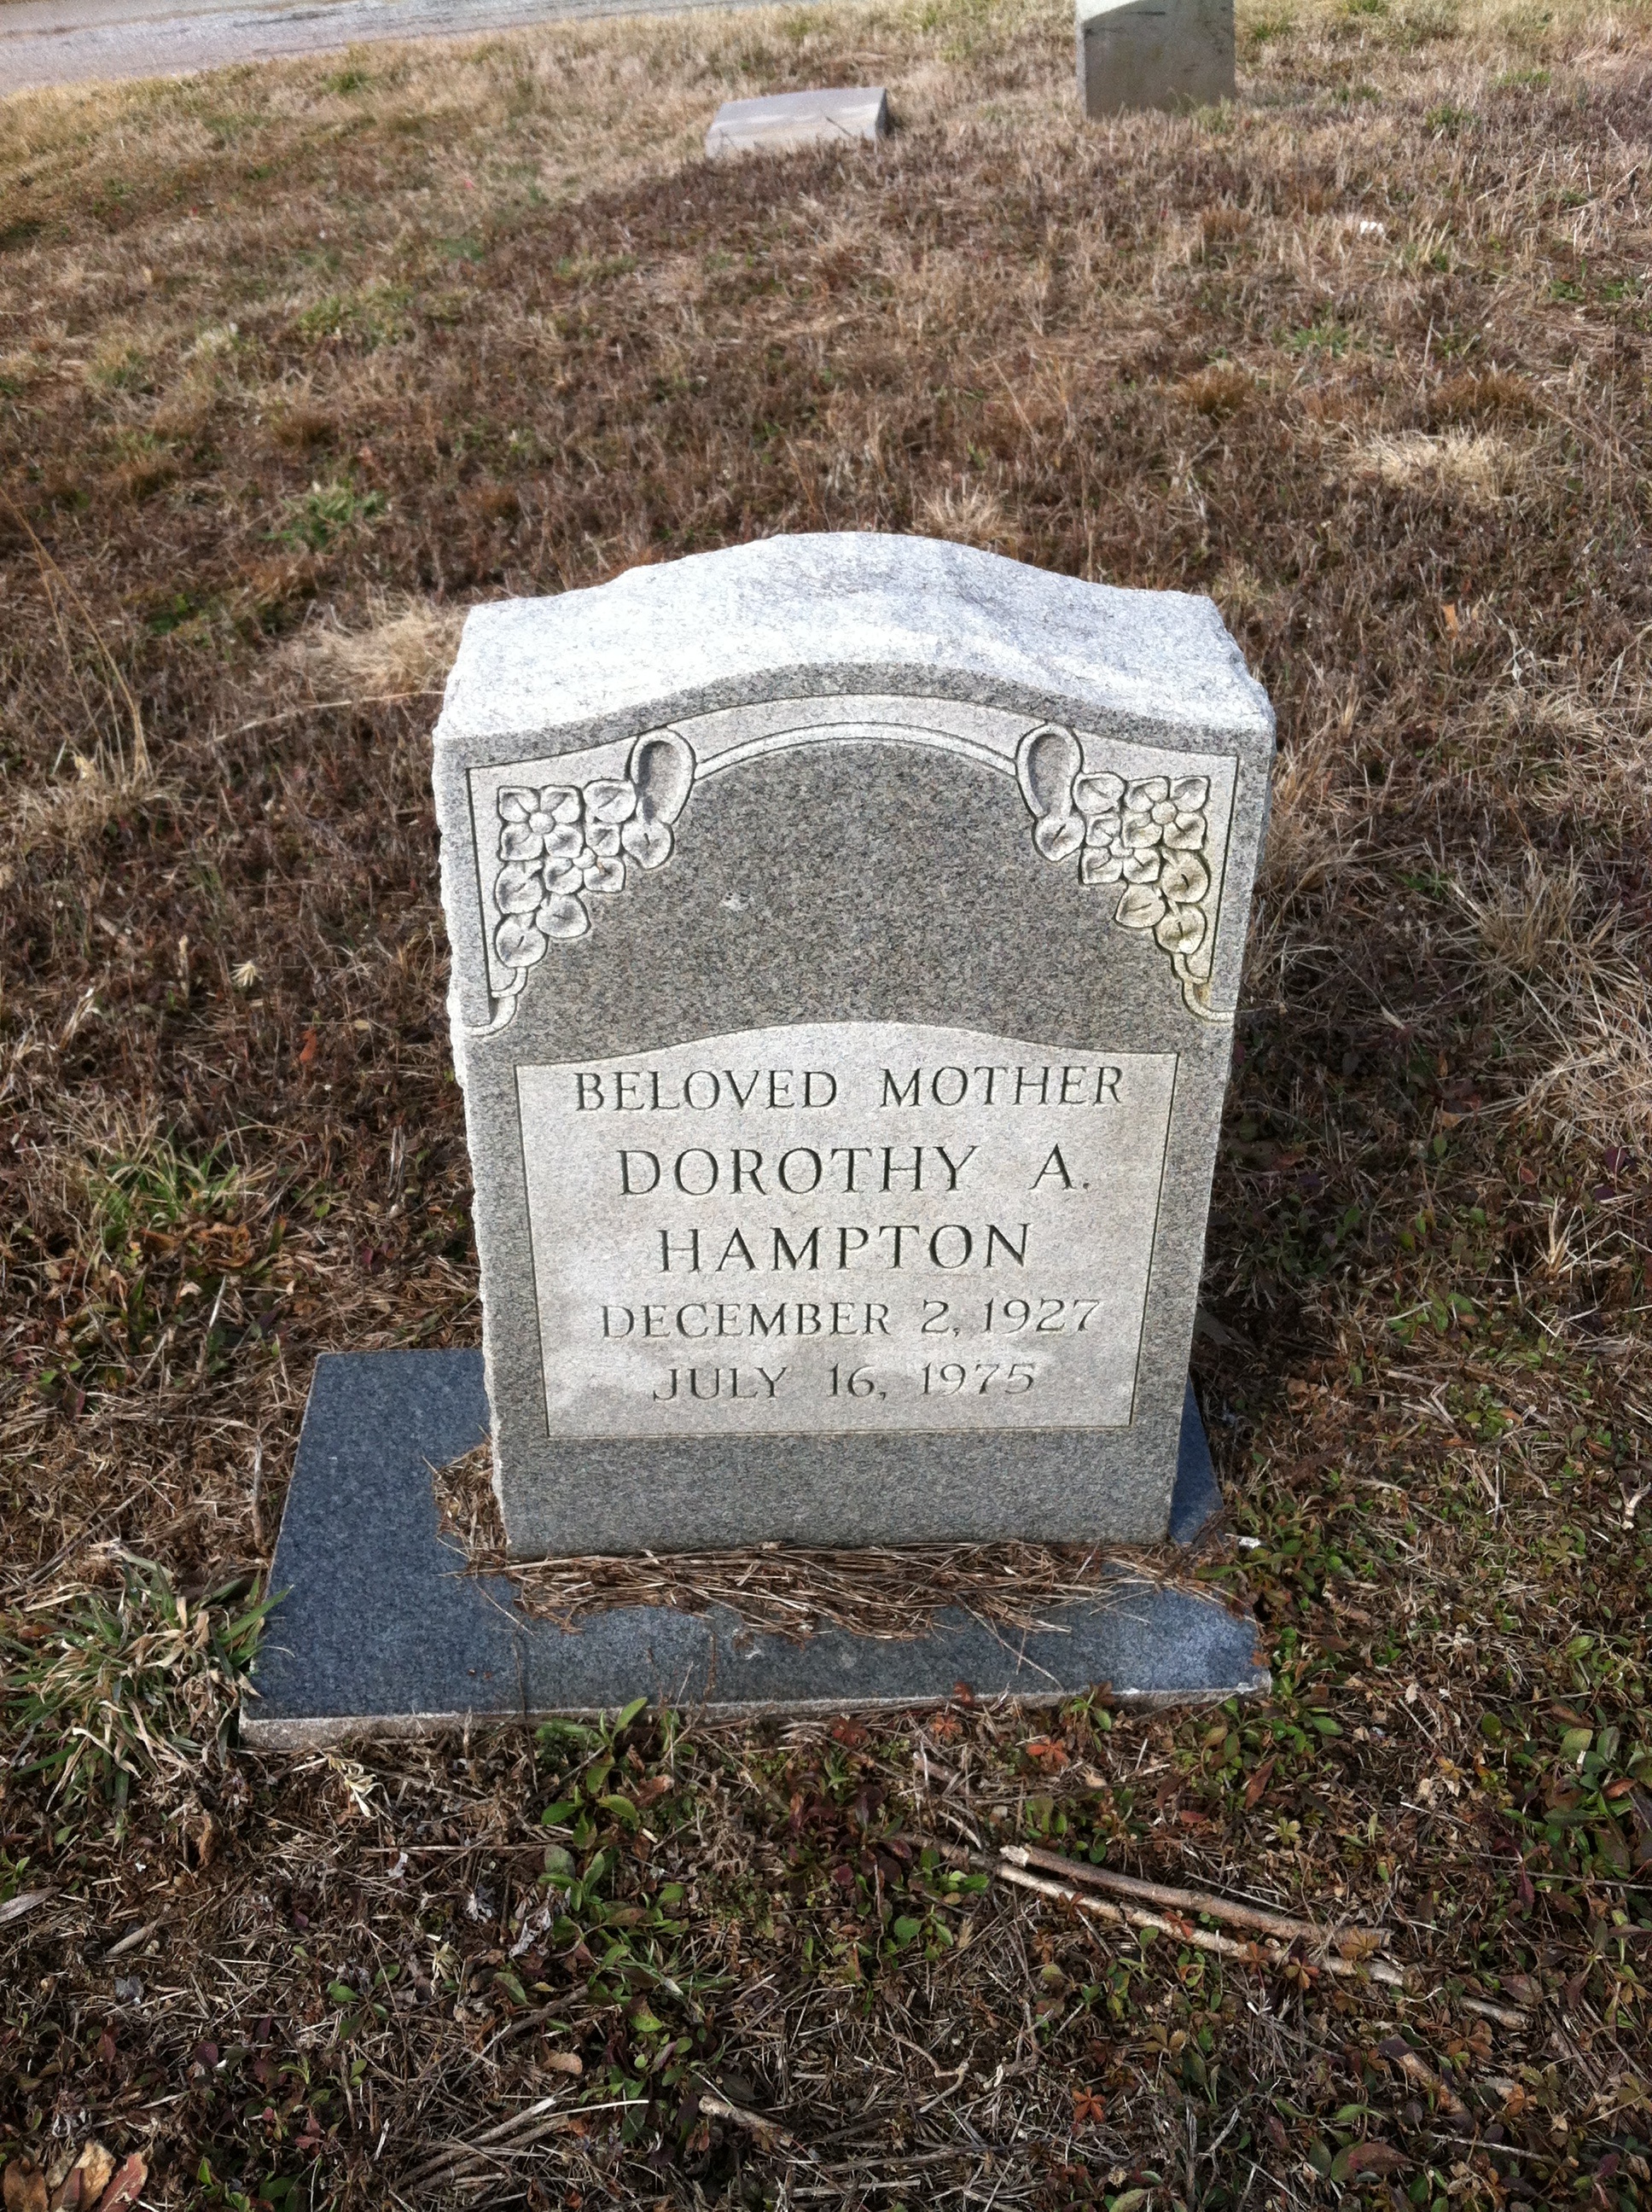 BELOVED MOTHER
DOROTHY A.
HAMPTON
DECEMBER 2, 1927
JULY 16, 1975